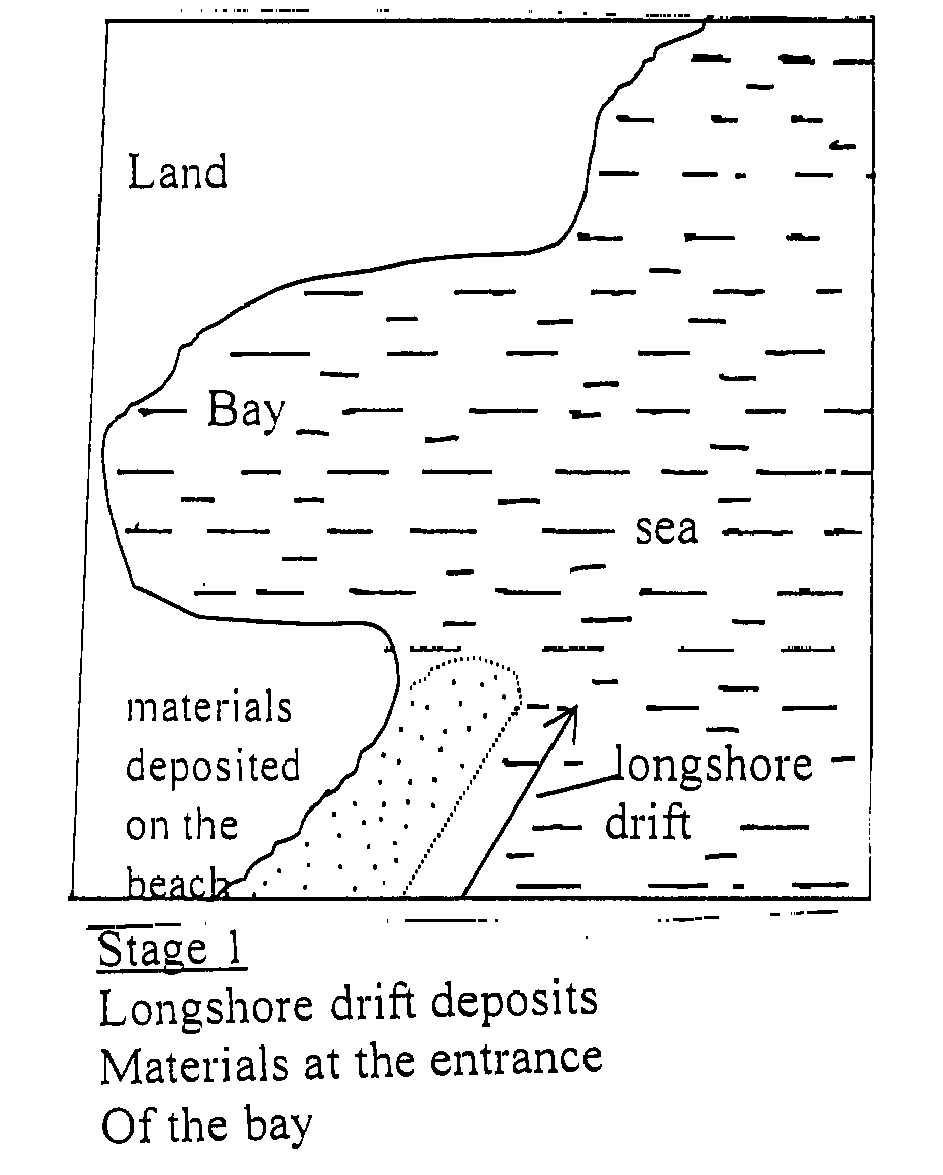 Land
Bay
sea
materials
deposited
on the
beach
longshore
drift
Stage 1
Longshore drift deposits
Materials at the entrance
Of the bay